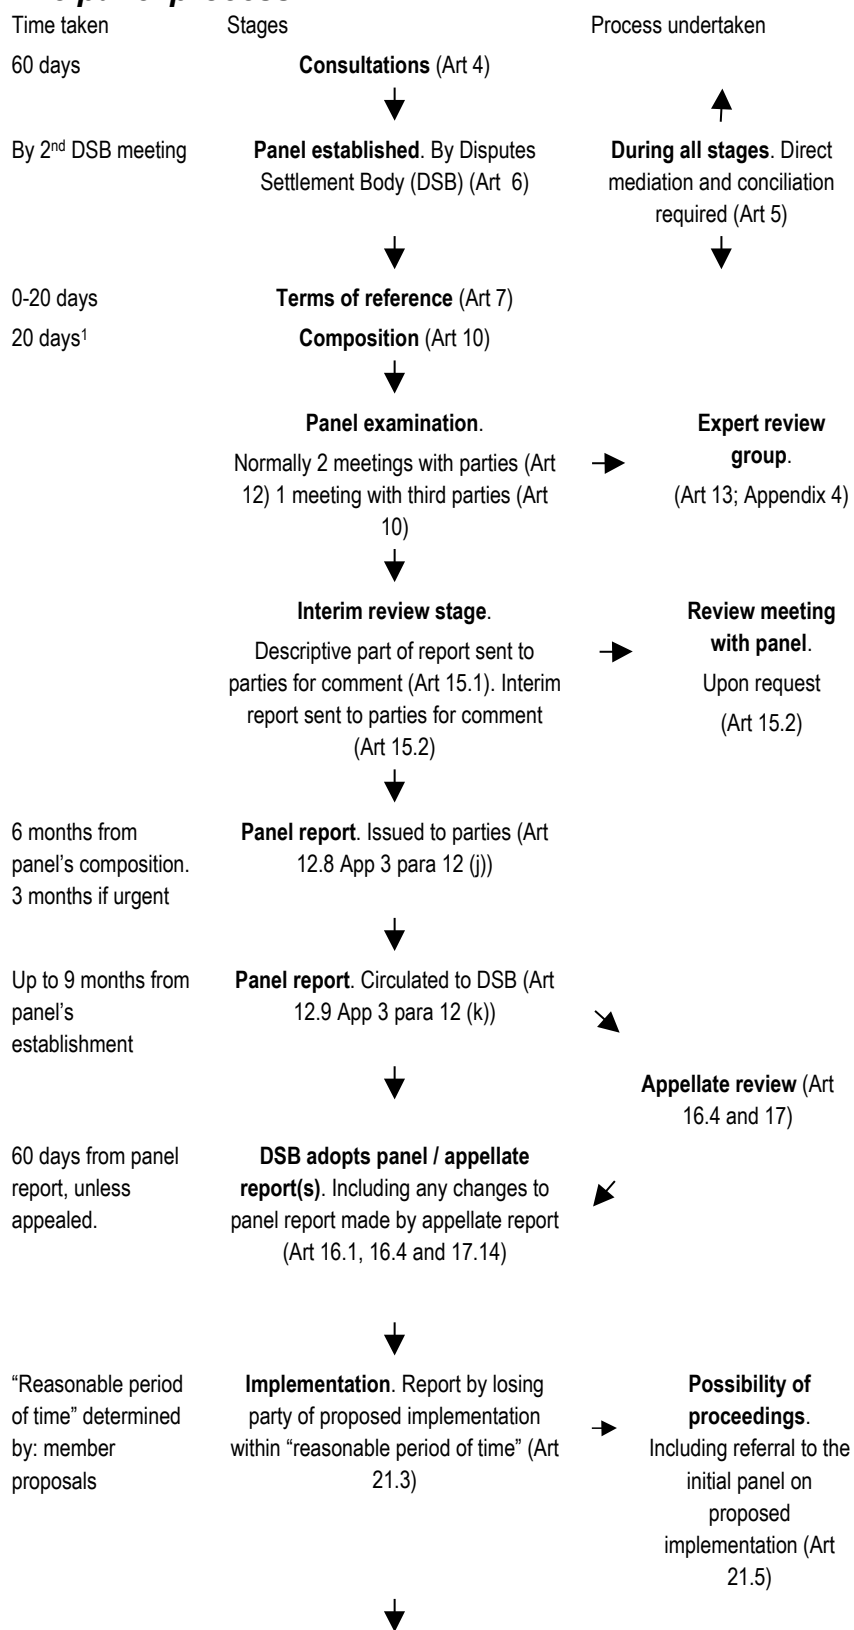 Time taken Stages Process undertaken
60 days Consultations (Art 4)
By 2nd DSB meeting
Panel established. By Disputes
Settlement Body (DSB) (Art 6)
During all stages. Direct
mediation and conciliation
required (Art 5)
0-20 days Terms of reference (Art 7)
20 days1 Composition (Art 10)
Panel examination.
Normally 2 meetings with parties (Art
12) 1 meeting with third parties (Art
10)
Expert review
group.
(Art 13; Appendix 4)
Interim review stage.
Descriptive part of report sent to
parties for comment (Art 15.1). Interim
report sent to parties for comment
(Art 15.2)
Review meeting
with panel.
Upon request
(Art 15.2)
6 months from
panel’s composition.
3 months if urgent
Panel report. Issued to parties (Art
12.8 App 3 para 12 (j))
Up to 9 months from
panel’s
establishment
Panel report. Circulated to DSB (Art
12.9 App 3 para 12 (k))
Appellate review (Art
16.4 and 17)
60 days from panel
report, unless
appealed.
DSB adopts panel / appellate
report(s). Including any changes to
panel report made by appellate report
(Art 16.1, 16.4 and 17.14)
“Reasonable period
of time” determined
by: member
proposals
Implementation. Report by losing
party of proposed implementation
within “reasonable period of time” (Art
21.3)
Possibility of
proceedings.
Including referral to the
initial panel on
proposed
implementation (Art
21.5)